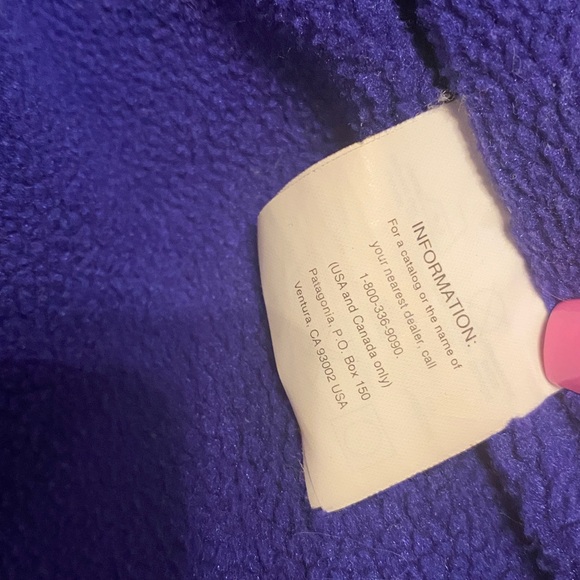 INFORMATION:
For a catalog or the name of
your nearest dealer, call
1-800-336-9090.
(USA and Canada only)
Patagonia, P.O. Box 150
Ventura, CA 93002 USA